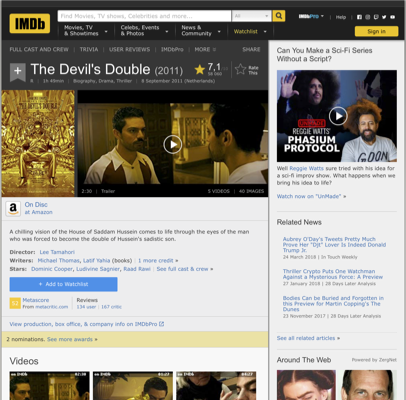 IMDb
Find Movies, TV shows, Celebrities and more...
All
IMDbPro
Help
Movies, TV & Showtimes
Celebs, Events & Photos
News & Community
Watchlist
Sign in
FULL CAST AND CREW | TRIVIA | USER REVIEWS | IMDbPro | MORE
SHARE
The Devil's Double (2011)
7,1
Rate This
1h 49min | Biography, Drama, Thriller | 8 September 2011 (Netherlands)
2:30 | Trailer
5 VIDEOS | 40 IMAGES
On Disc
at Amazon
A chilling vision of the House of Saddam Hussein comes to life through the eyes of the man who was forced to become the double of Hussein's sadistic son.
Director: Lee Tamahori
Writers: Michael Thomas, Latif Yahia (books) | 1 more credit »
Stars: Dominic Cooper, Ludivine Sagnier, Raad Rawi | See full cast & crew »
+ Add to Watchlist
Metascore
From metacritic.com
Reviews
134 user | 167 critic
View production, box office, & company info on IMDbPro
2 nominations. See more awards »
Videos
Can You Make a Sci-Fi Series
Without a Script?
REGGIE WATTS'
PHASIUM
PROTOCOL
Well Reggie Watts sure tried with his idea for
a sci-fi improv show. What happens when we
bring his idea to life?
Watch now on "UnMade" »
Related News
Aubrey O'Day's Tweets Pretty Much
Prove Her "DJT" Lover Is Indeed Donald
Trump Jr.
24 March 2018 | In Touch Weekly
Thriller Crypto Puts One Watchman
Against a Mysterious Force: A Preview
27 January 2018 | 28 Days Later Analysis
Bodies Can be Buried and Forgotten in
this Preview for Martin Copping's The
Dunes
22 November 2017 | 28 Days Later Analysis
See all related articles »
Around The Web
Powered by ZergNet